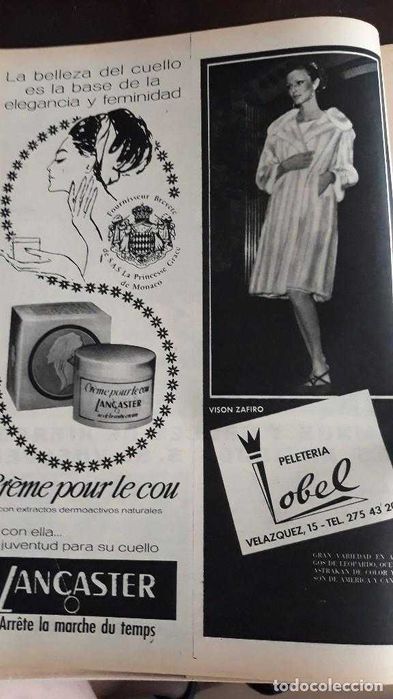 La belleza del cuello
es la base de la
elegancia y feminidad
Fournisseur Breveté
de S.A.S. La Princesse Grace
de Monaco
Crème pour le cou
LANCASTER
Crème pour le cou
con extractos dermoactivos naturales
con ella...
juventud para su cuello
LANCASTER
Arrête la marche du temps
VISON ZAFIRO
PELETERIA
Lobel
VELAZQUEZ, 15 - TEL. 275 43 20
GRAN VARIEDAD EN A
GOS DE LEOPARDO, OCE
ASTRAKAN DE COLOR Y
SON DE AMERICA Y CAN
todocoleccion